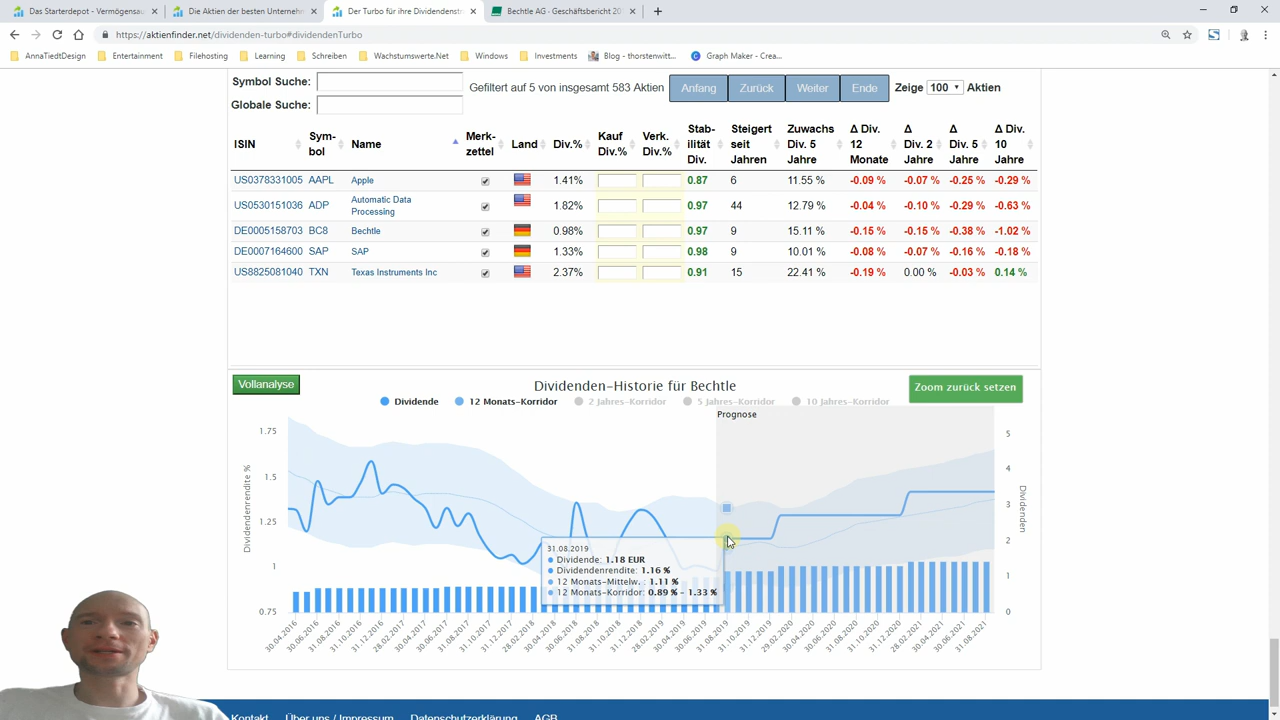 Das Starterdepot - Vermögensau
Die Aktien der besten Unternehm
Der Turbo für ihre Dividendenstr
Bechtle AG - Geschäftsbericht 20
https://aktienfinder.net/dividenden-turbo#dividendenTurbo
AnnaTiedtDesign Entertainment Filehosting Learning Schreiben Wachstumswerte.Net Windows Investments Blog - thorstenwitt... Graph Maker - Crea...
Symbol Suche:
Globale Suche:
Gefiltert auf 5 von insgesamt 583 Aktien
Anfang Zurück Weiter Ende
Zeige 100 Aktien
ISIN Sym-bol Name Merk-zettel Land Div.% Kauf Div.% Verk. Div.% Stab-ilität Div. Steigert seit Jahren Zuwachs Div. 5 Jahre Δ Div. 12 Monate Δ Div. 2 Jahre Δ Div. 5 Jahre Δ Div. 10 Jahre
US0378331005 AAPL Apple 1.41% 0.87 6 11.55 % -0.09 % -0.07 % -0.25 % -0.29 %
US0530151036 ADP Automatic Data Processing 1.82% 0.97 44 12.79 % -0.04 % -0.10 % -0.29 % -0.63 %
DE0005158703 BC8 Bechtle 0.98% 0.97 9 15.11 % -0.15 % -0.15 % -0.38 % -1.02 %
DE0007164600 SAP SAP 1.33% 0.98 9 10.01 % -0.08 % -0.07 % -0.16 % -0.18 %
US8825081040 TXN Texas Instruments Inc 2.37% 0.91 15 22.41 % -0.19 % 0.00 % -0.03 % 0.14 %
Vollanalyse
Dividenden-Historie für Bechtle
Zoom zurück setzen
Dividende 12 Monats-Korridor 2 Jahres-Korridor 5 Jahres-Korridor 10 Jahres-Korridor
Prognose
Dividendenrendite %
1.75
1.5
1.25
1
0.75
5
4
3
2
1
0
Dividenden
31.08.2019
Dividende: 1.18 EUR
Dividendenrendite: 1.16 %
12 Monats-Mittelw.: 1.11 %
12 Monats-Korridor: 0.89 % - 1.33 %
30.04.2016 30.06.2016 31.08.2016 31.10.2016 31.12.2016 28.02.2017 30.04.2017 30.06.2017 31.08.2017 31.10.2017 31.12.2017 28.02.2018 30.04.2018 30.06.2018 31.08.2018 31.10.2018 31.12.2018 28.02.2019 30.04.2019 30.06.2019 31.08.2019 31.10.2019 31.12.2019 29.02.2020 30.04.2020 30.06.2020 31.08.2020 31.10.2020 31.12.2020 28.02.2021 30.04.2021 30.06.2021 31.08.2021
Kontakt Über uns / Impressum Datenschutzerklärung AGB